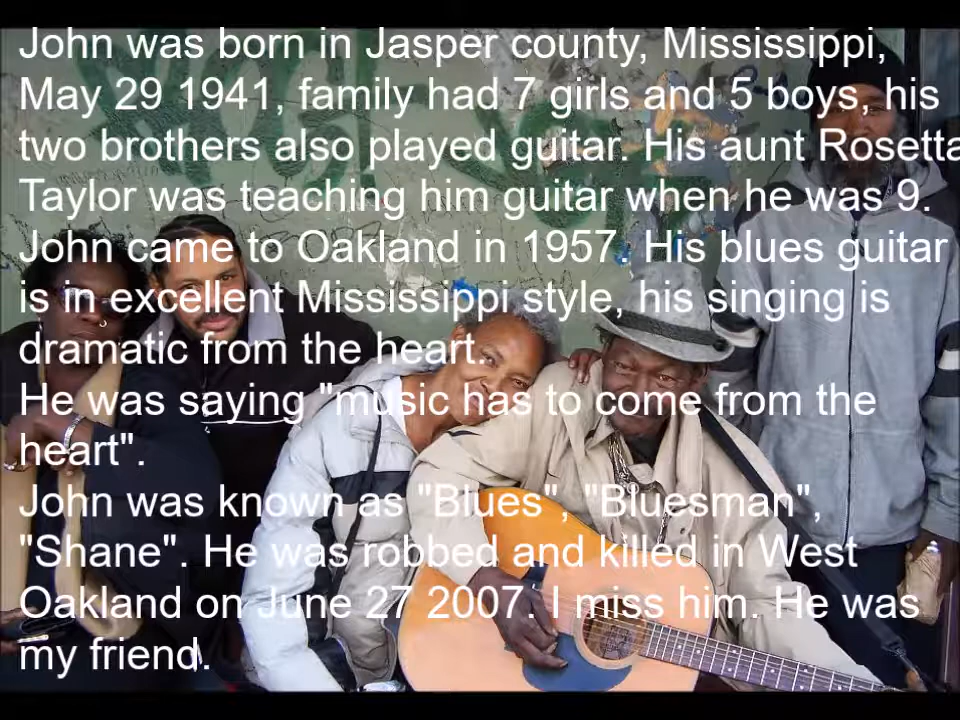 John was born in Jasper county, Mississippi,
May 29 1941, family had 7 girls and 5 boys, his
two brothers also played guitar. His aunt Rosetta
Taylor was teaching him guitar when he was 9.
John came to Oakland in 1957. His blues guitar
is in excellent Mississippi style, his singing is
dramatic from the heart.
He was saying "music has to come from the
heart".
John was known as "Blues", "Bluesman",
"Shane". He was robbed and killed in West
Oakland on June 27 2007. I miss him. He was
my friend.